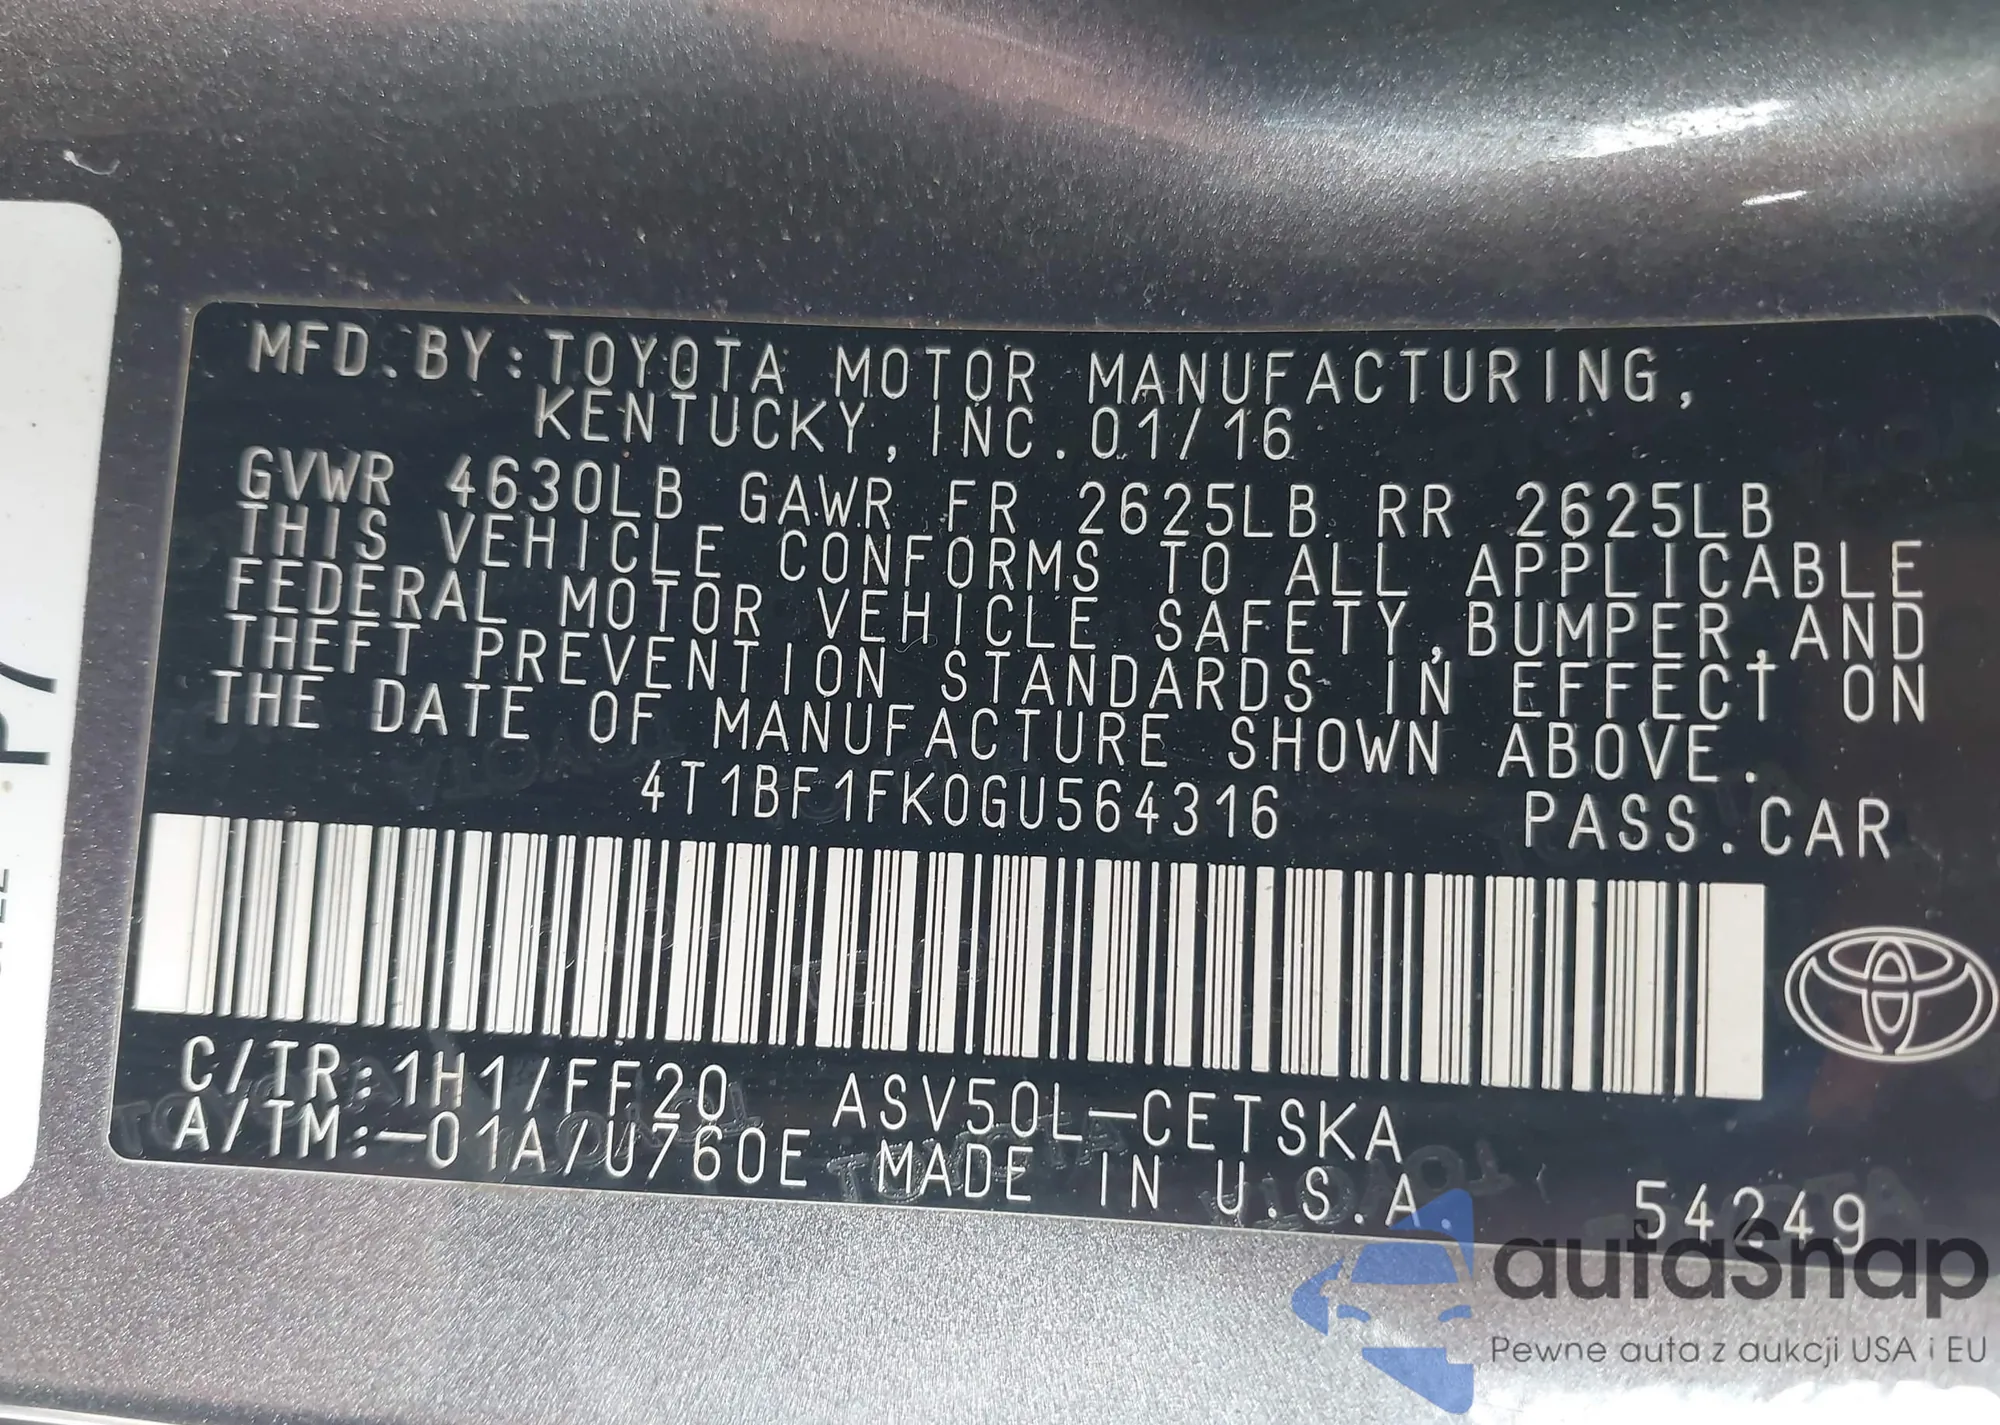 MFD.BY:TOYOTA MOTOR MANUFACTURING,
KENTUCKY, INC.01/16
GVWR 4630LB GAWR FR 2625LB RR 2625LB
THIS VEHICLE CONFORMS TO ALL APPLICABLE
FEDERAL MOTOR VEHICLE SAFETY,BUMPER,AND
THEFT PREVENTION STANDARDS IN EFFECT ON
THE DATE OF MANUFACTURE SHOWN ABOVE.
4T1BF1FK0GU564316 PASS.CAR
C/TR:1H1/FF20 ASV50L-CETSKA
A/TM:-01A/U760E MADE IN U.S.A. 54249
autaSnap
Pewne auta z aukcji USA i EU